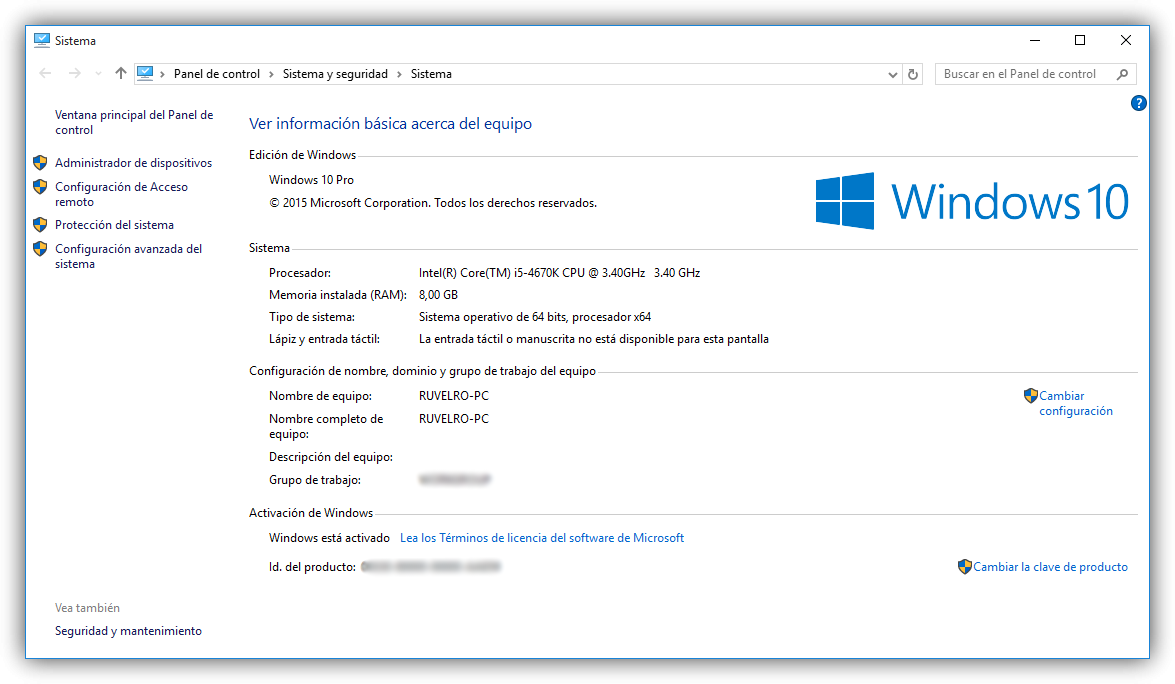 Sistema
Panel de control > Sistema y seguridad > Sistema
Buscar en el Panel de control
?
Ventana principal del Panel de
control
Administrador de dispositivos
Configuración de Acceso
remoto
Protección del sistema
Configuración avanzada del
sistema
Ver información básica acerca del equipo
Edición de Windows
Windows 10 Pro
© 2015 Microsoft Corporation. Todos los derechos reservados.
Windows 10
Sistema
Procesador: Intel(R) Core(TM) i5-4670K CPU @ 3.40GHz 3.40 GHz
Memoria instalada (RAM): 8,00 GB
Tipo de sistema: Sistema operativo de 64 bits, procesador x64
Lápiz y entrada táctil: La entrada táctil o manuscrita no está disponible para esta pantalla
Configuración de nombre, dominio y grupo de trabajo del equipo
Nombre de equipo: RUVELRO-PC
Cambiar
configuración
Nombre completo de
equipo: RUVELRO-PC
Descripción del equipo:
Grupo de trabajo:
Activación de Windows
Windows está activado Lea los Términos de licencia del software de Microsoft
Id. del producto:
Cambiar la clave de producto
Vea también
Seguridad y mantenimiento